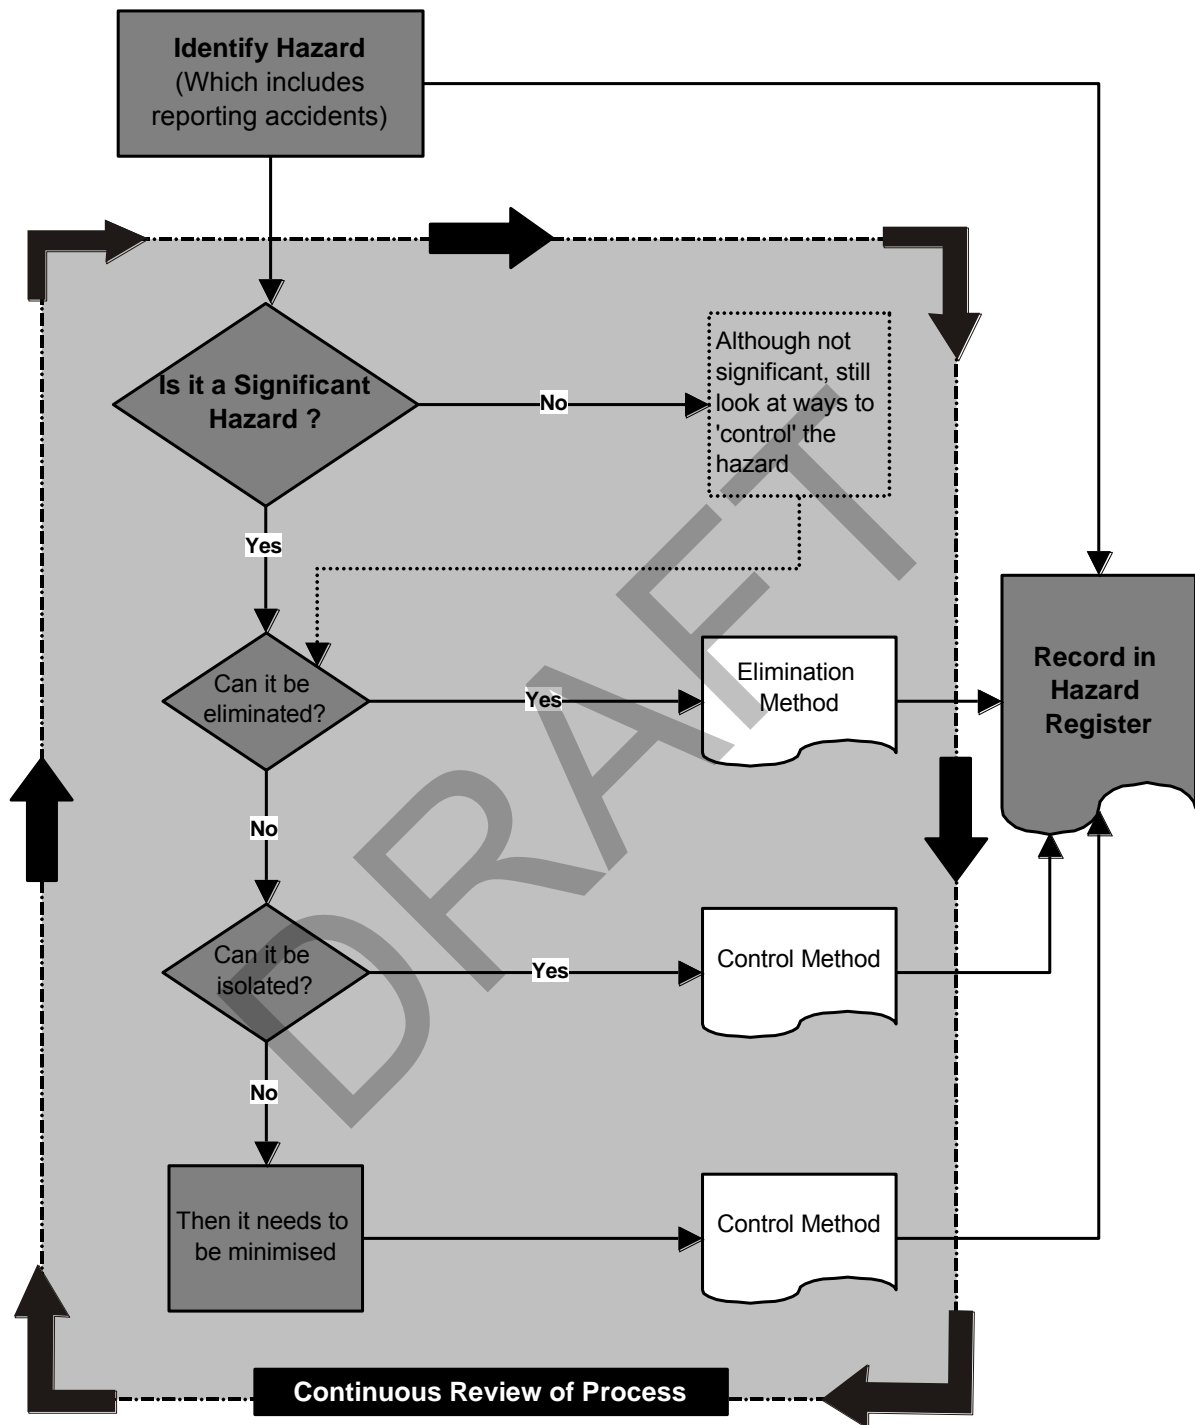 Identify Hazard
(Which includes
reporting accidents)
Is it a Significant
Hazard ?
No
Although not
significant, still
look at ways to
'control' the
hazard
Yes
Can it be
eliminated?
Yes
Elimination
Method
Record in
Hazard
Register
No
Can it be
isolated?
Yes
Control Method
No
Then it needs to
be minimised
Control Method
Continuous Review of Process
DRAFT